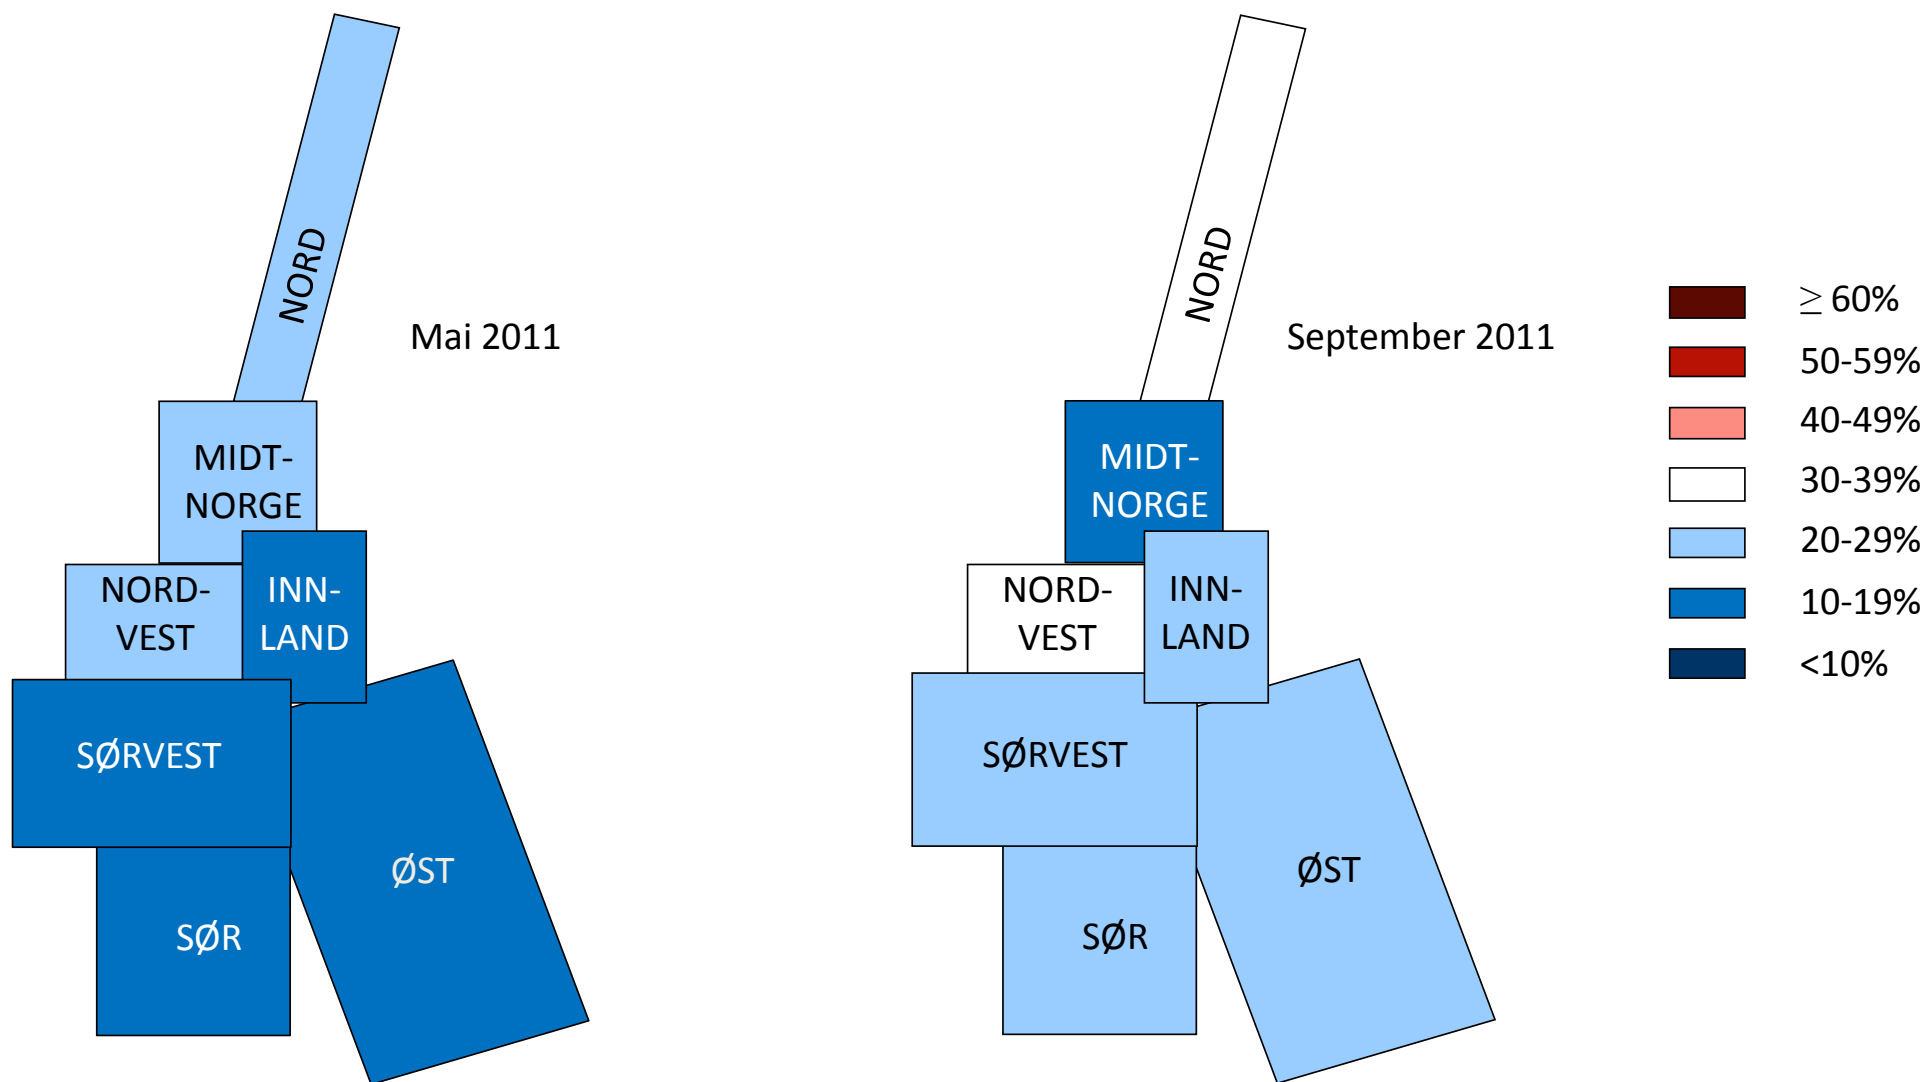 NORD
Mai 2011
MIDT-
NORGE
NORD-
VEST
INN-
LAND
SØRVEST
ØST
SØR
NORD
September 2011
MIDT-
NORGE
NORD-
VEST
INN-
LAND
SØRVEST
ØST
SØR
≥ 60%
50-59%
40-49%
30-39%
20-29%
10-19%
<10%